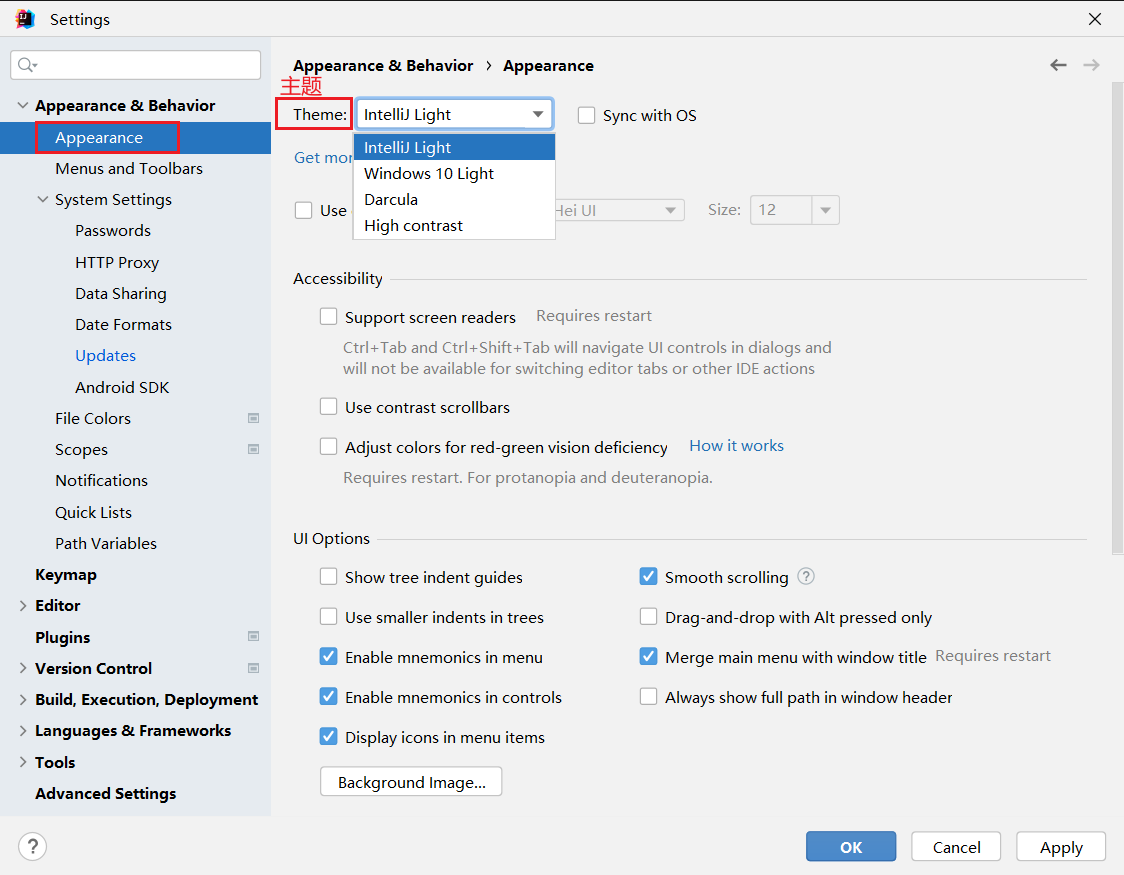 Settings
Appearance & Behavior
Appearance
Menus and Toolbars
System Settings
Passwords
HTTP Proxy
Data Sharing
Date Formats
Updates
Android SDK
File Colors
Scopes
Notifications
Quick Lists
Path Variables
Keymap
Editor
Plugins
Version Control
Build, Execution, Deployment
Languages & Frameworks
Tools
Advanced Settings
Appearance & Behavior › Appearance
主题
Theme: IntelliJ Light Sync with OS
IntelliJ Light
Windows 10 Light
Darcula
High contrast
Get mor
Use Hei UI Size: 12
Accessibility
Support screen readers Requires restart
Ctrl+Tab and Ctrl+Shift+Tab will navigate UI controls in dialogs and
will not be available for switching editor tabs or other IDE actions
Use contrast scrollbars
Adjust colors for red-green vision deficiency How it works
Requires restart. For protanopia and deuteranopia.
UI Options
Show tree indent guides Smooth scrolling ?
Use smaller indents in trees Drag-and-drop with Alt pressed only
Enable mnemonics in menu Merge main menu with window title Requires restart
Enable mnemonics in controls Always show full path in window header
Display icons in menu items
Background Image...
? OK Cancel Apply